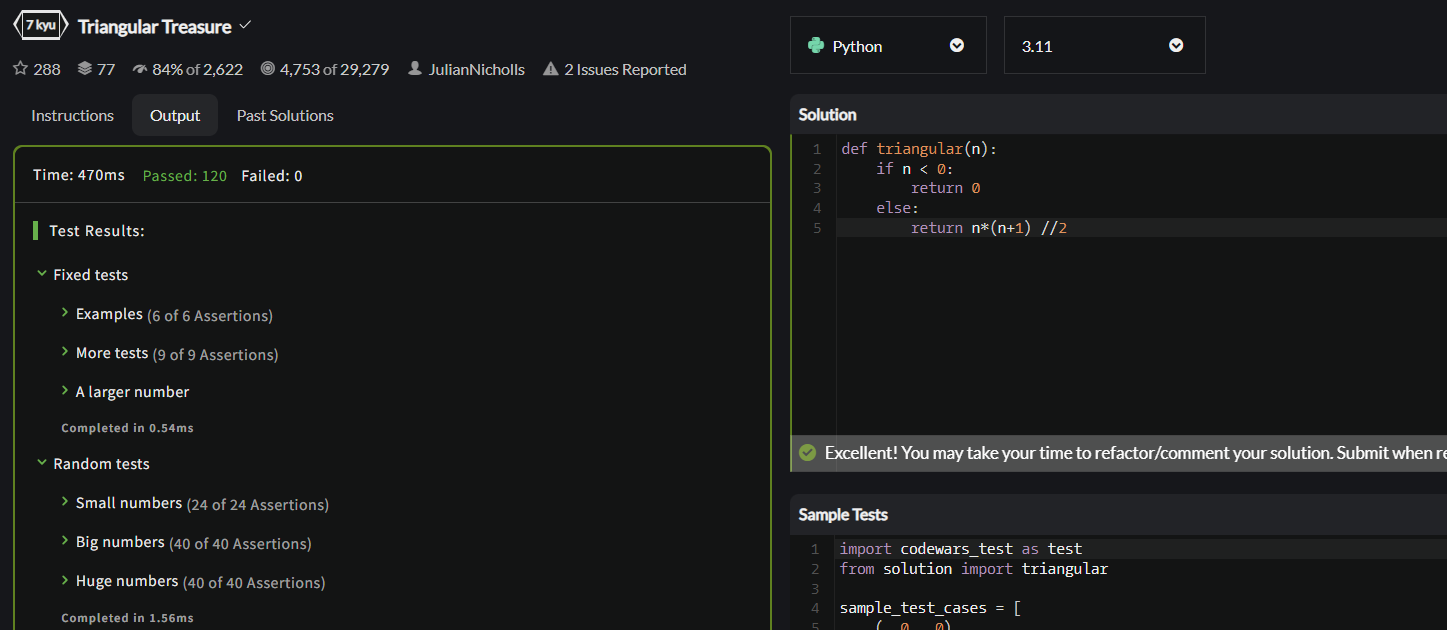 7 kyu Triangular Treasure
288 77 84% of 2,622 4,753 of 29,279 JulianNicholls 2 Issues Reported
Instructions Output Past Solutions
Time: 470ms Passed: 120 Failed: 0
Test Results:
Fixed tests
Examples (6 of 6 Assertions)
More tests (9 of 9 Assertions)
A larger number
Completed in 0.54ms
Random tests
Small numbers (24 of 24 Assertions)
Big numbers (40 of 40 Assertions)
Huge numbers (40 of 40 Assertions)
Completed in 1.56ms
Python 3.11
Solution
1 def triangular(n):
2 if n < 0:
3 return 0
4 else:
5 return n*(n+1) //2
Excellent! You may take your time to refactor/comment your solution. Submit when re
Sample Tests
1 import codewars_test as test
2 from solution import triangular
3
4 sample_test_cases = [
5 ( 0, 0)